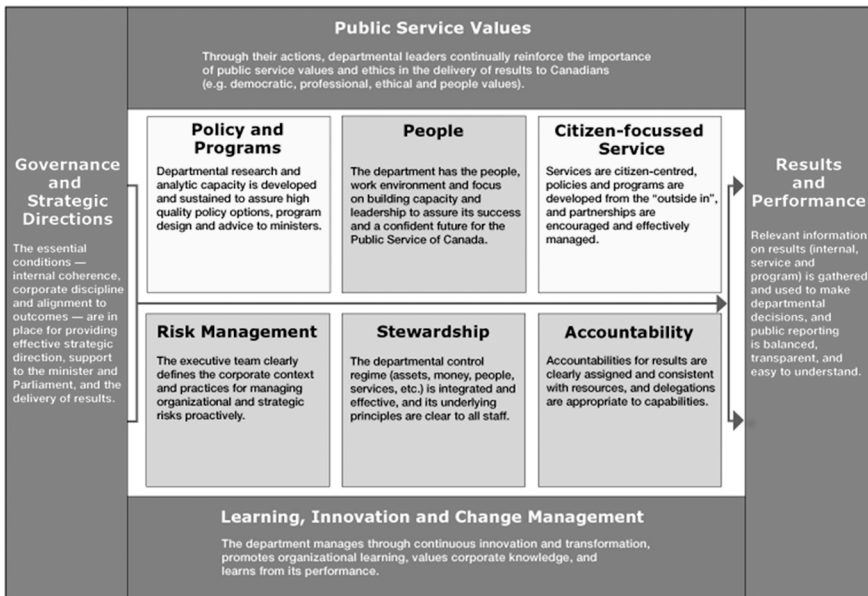 Public Service Values
Through their actions, departmental leaders continually reinforce the importance
of public service values and ethics in the delivery of results to Canadians
(e.g. democratic, professional, ethical and people values).
Governance
and
Strategic
Directions
The essential
conditions —
internal coherence,
corporate discipline
and alignment to
outcomes — are in
place for providing
effective strategic
direction, support
to the minister and
Parliament, and the
delivery of results.
Policy and
Programs
Departmental research and
analytic capacity is developed
and sustained to assure high
quality policy options, program
design and advice to ministers.
People
The department has the people,
work environment and focus
on building capacity and
leadership to assure its success
and a confident future for the
Public Service of Canada.
Citizen-focussed
Service
Services are citizen-centred,
policies and programs are
developed from the “outside in”,
and partnerships are
encouraged and effectively
managed.
Risk Management
The executive team clearly
defines the corporate context
and practices for managing
organizational and strategic
risks proactively.
Stewardship
The departmental control
regime (assets, money, people,
services, etc.) is integrated and
effective, and its underlying
principles are clear to all staff.
Accountability
Accountabilities for results are
clearly assigned and consistent
with resources, and delegations
are appropriate to capabilities.
Results
and
Performance
Relevant information
on results (internal,
service and
program) is gathered
and used to make
departmental
decisions, and
public reporting
is balanced,
transparent, and
easy to understand.
Learning, Innovation and Change Management
The department manages through continuous innovation and transformation,
promotes organizational learning, values corporate knowledge, and
learns from its performance.